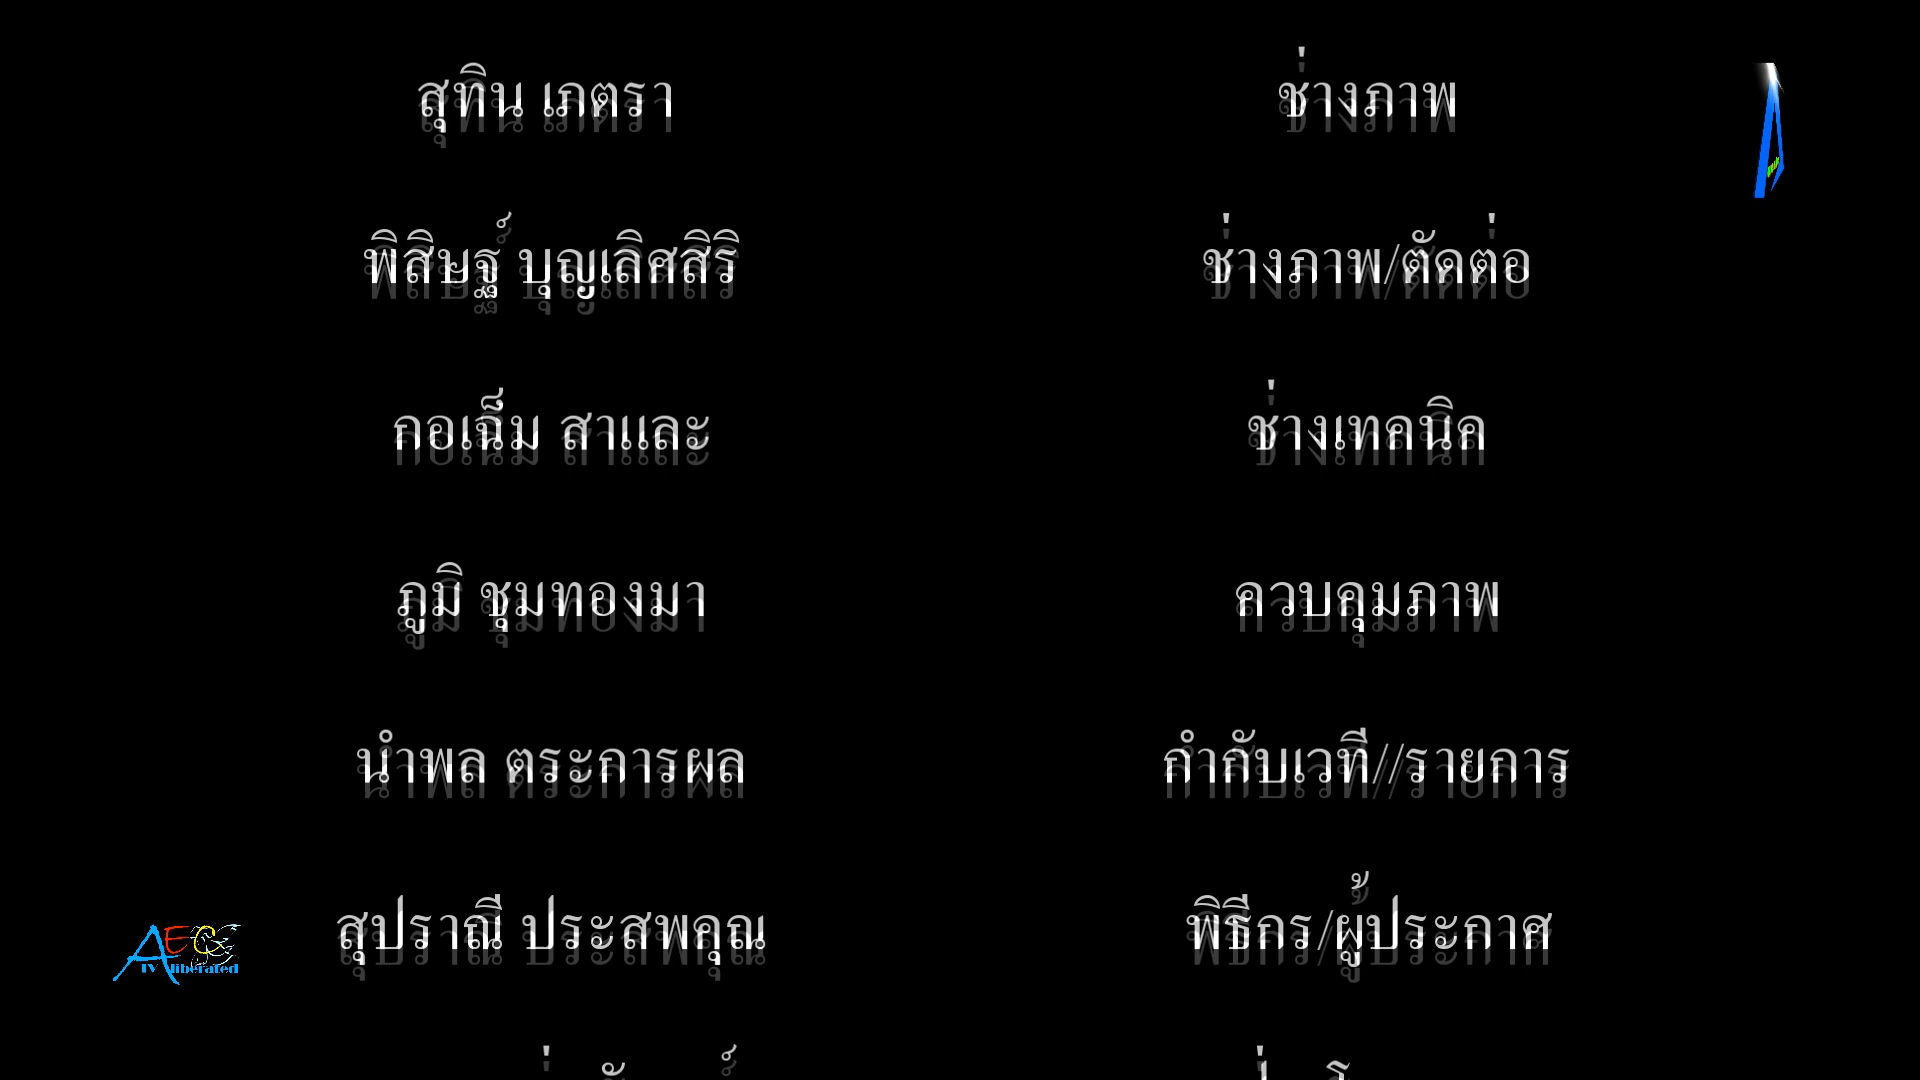 สุทิน เภตรา ช่างภาพ
พิสิษฐ์ บุญเลิศสิริ ช่างภาพ/ตัดต่อ
กอเฉ็ม สาและ ช่างเทคนิค
ภูมิ ชุมทองมา ควบคุมภาพ
นำพล ตระการผล กำกับเวที//รายการ
สุปราณี ประสพคุณ พิธีกร/ผู้ประกาศ
AEC
TV liberated